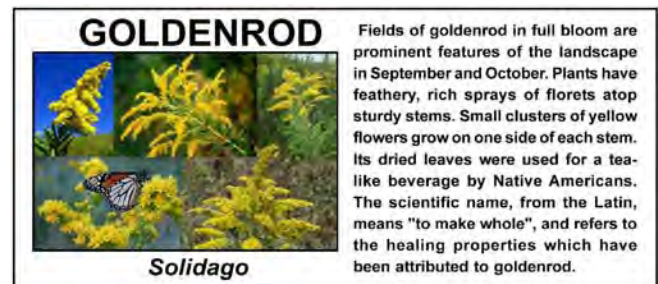 GOLDENROD
Solidago
Fields of goldenrod in full bloom are
prominent features of the landscape
in September and October. Plants have
feathery, rich sprays of florets atop
sturdy stems. Small clusters of yellow
flowers grow on one side of each stem.
Its dried leaves were used for a tea-
like beverage by Native Americans.
The scientific name, from the Latin,
means "to make whole", and refers to
the healing properties which have
been attributed to goldenrod.